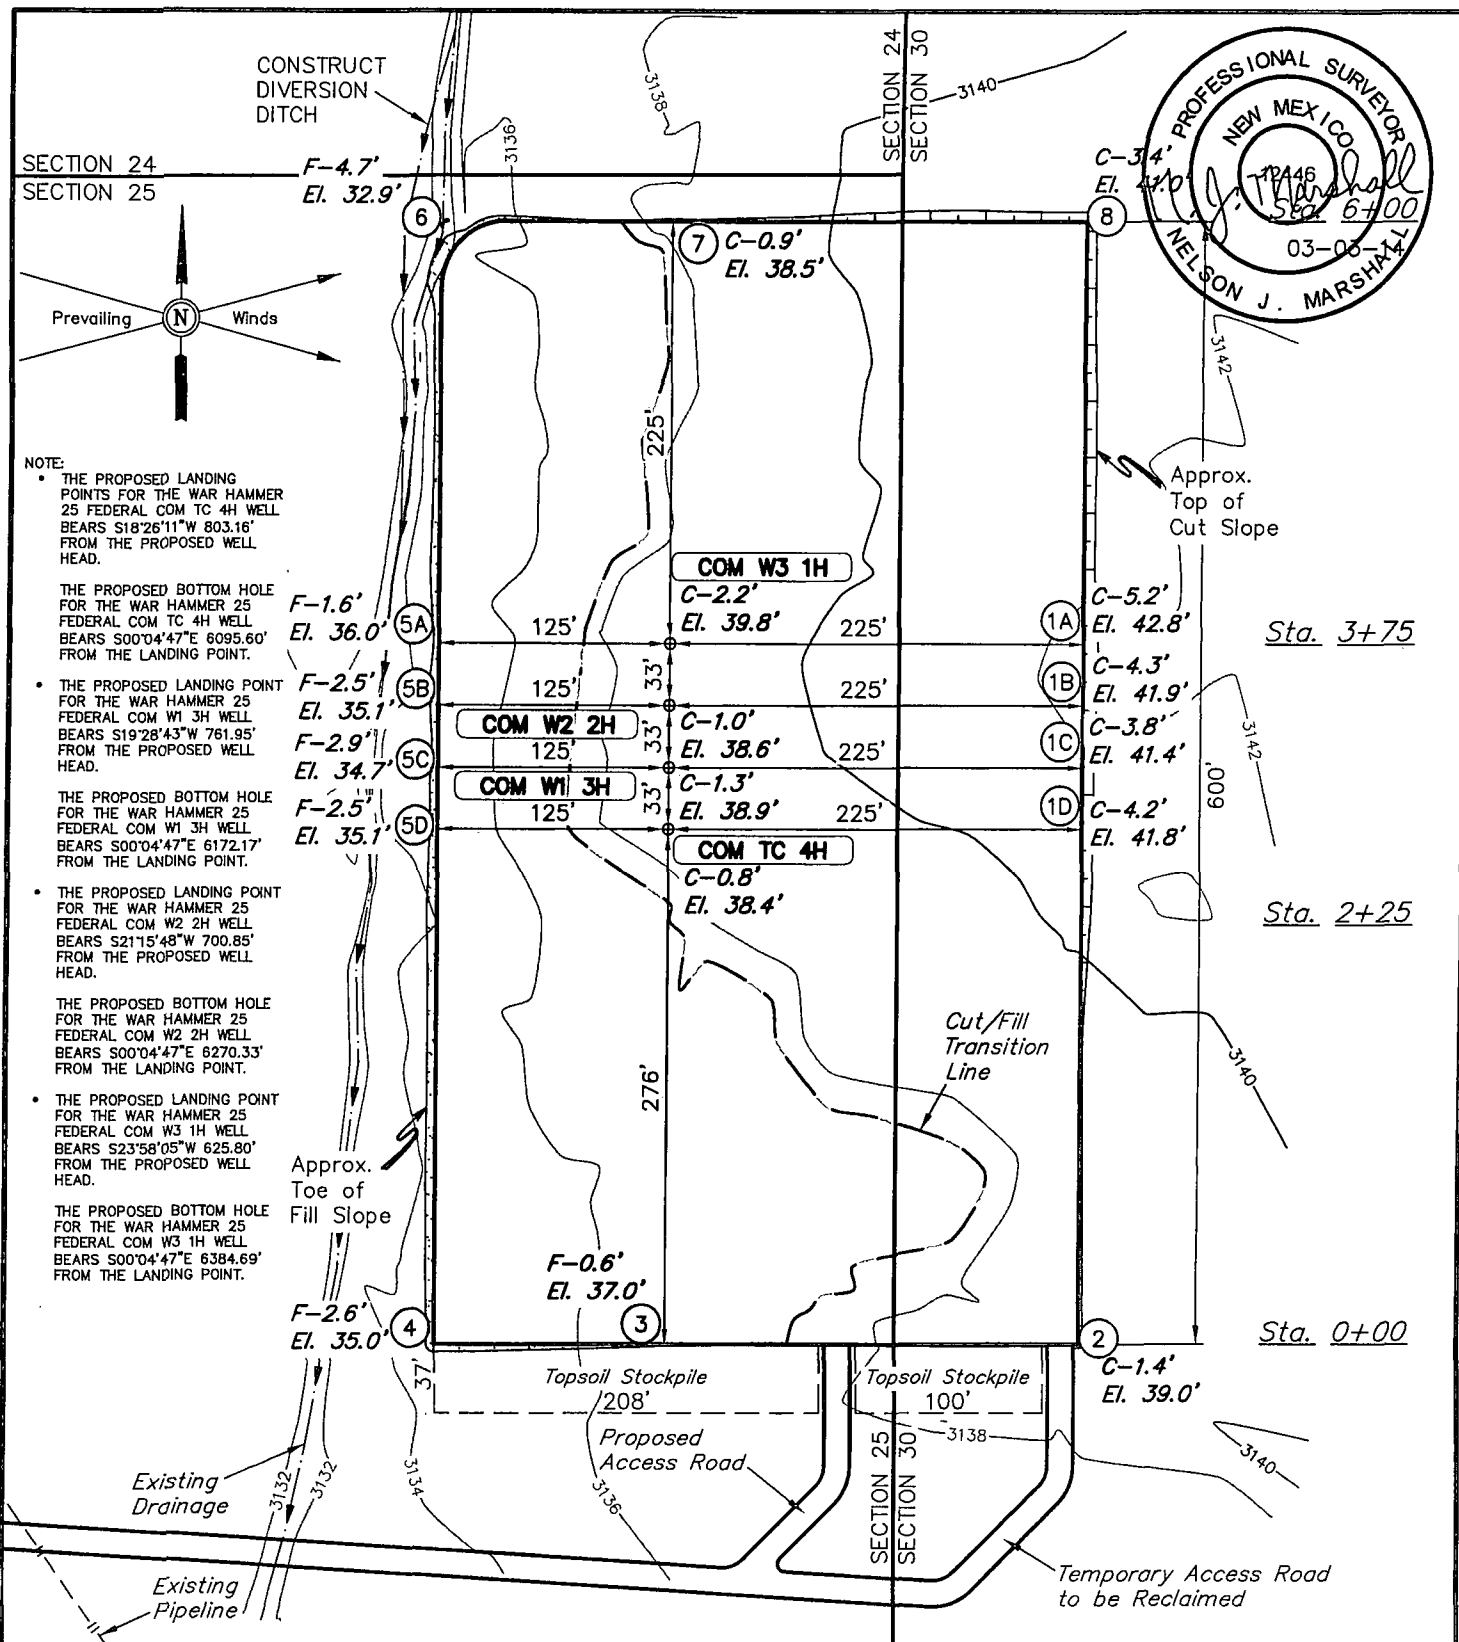 CONSTRUCT
DIVERSION
DITCH
SECTION 24
SECTION 30
3138
3140
3136
PROFESSIONAL SURVEYOR
NEW MEXICO
12446
N. J. Marshall
03-03-14
NELSON J. MARSHALL
SECTION 24
SECTION 25
F-4.7'
El. 32.9'
6
7
C-0.9'
El. 38.5'
C-3.4'
El. 41.0'
8
Sta. 6+00
Prevailing
N
Winds
3142
225'
Approx.
Top of
Cut Slope
NOTE:
• THE PROPOSED LANDING
POINTS FOR THE WAR HAMMER
25 FEDERAL COM TC 4H WELL
BEARS S18°26'11"W 803.16'
FROM THE PROPOSED WELL
HEAD.
THE PROPOSED BOTTOM HOLE
FOR THE WAR HAMMER 25
FEDERAL COM TC 4H WELL
BEARS S00°04'47"E 6095.60'
FROM THE LANDING POINT.
• THE PROPOSED LANDING POINT
FOR THE WAR HAMMER 25
FEDERAL COM W1 3H WELL
BEARS S19°28'43"W 761.95'
FROM THE PROPOSED WELL
HEAD.
THE PROPOSED BOTTOM HOLE
FOR THE WAR HAMMER 25
FEDERAL COM W1 3H WELL
BEARS S00°04'47"E 6172.17'
FROM THE LANDING POINT.
• THE PROPOSED LANDING POINT
FOR THE WAR HAMMER 25
FEDERAL COM W2 2H WELL
BEARS S21°15'48"W 700.85'
FROM THE PROPOSED WELL
HEAD.
THE PROPOSED BOTTOM HOLE
FOR THE WAR HAMMER 25
FEDERAL COM W2 2H WELL
BEARS S00°04'47"E 6270.33'
FROM THE LANDING POINT.
• THE PROPOSED LANDING POINT
FOR THE WAR HAMMER 25
FEDERAL COM W3 1H WELL
BEARS S23°58'05"W 625.80'
FROM THE PROPOSED WELL
HEAD.
THE PROPOSED BOTTOM HOLE
FOR THE WAR HAMMER 25
FEDERAL COM W3 1H WELL
BEARS S00°04'47"E 6384.69'
FROM THE LANDING POINT.
COM W3 1H
C-2.2'
El. 39.8'
F-1.6'
El. 36.0'
5A
125'
225'
1A
C-5.2'
El. 42.8'
Sta. 3+75
33'
F-2.5'
El. 35.1'
5B
125'
225'
1B
C-4.3'
El. 41.9'
COM W2 2H
33'
C-1.0'
El. 38.6'
F-2.9'
El. 34.7'
5C
125'
225'
1C
C-3.8'
El. 41.4'
3142
COM W1 3H
33'
C-1.3'
El. 38.9'
F-2.5'
El. 35.1'
5D
125'
225'
1D
C-4.2'
El. 41.8'
600'
COM TC 4H
C-0.8'
El. 38.4'
Sta. 2+25
Cut/Fill
Transition
Line
3140
276'
Approx.
Toe of
Fill Slope
F-0.6'
El. 37.0'
3
F-2.6'
El. 35.0'
4
2
Sta. 0+00
C-1.4'
El. 39.0'
37'
Topsoil Stockpile
208'
Topsoil Stockpile
100'
Proposed
Access Road
SECTION 25
SECTION 30
3138
3140
Existing
Drainage
3132
3132
3134
3136
Existing
Pipeline
Temporary Access Road
to be Reclaimed